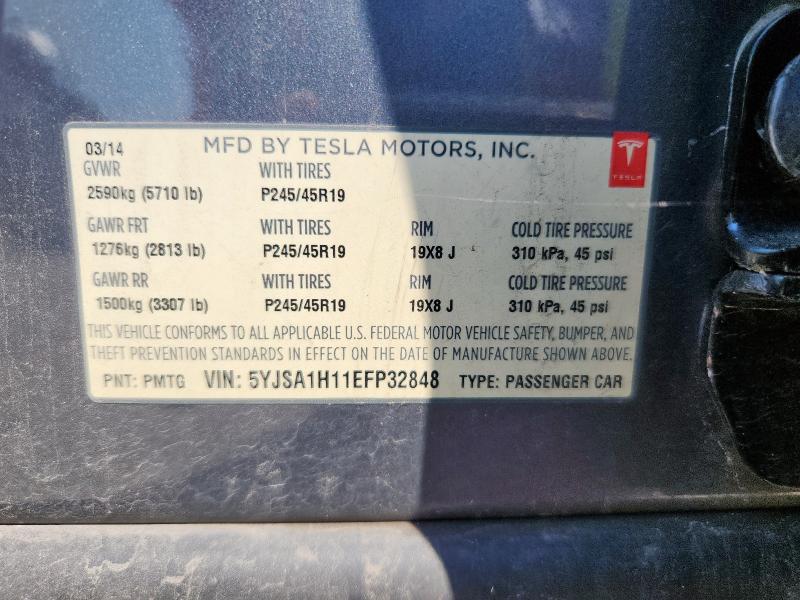 03/14 MFD BY TESLA MOTORS, INC.
TESLA
GVWR WITH TIRES
2590kg (5710 lb) P245/45R19
GAWR FRT WITH TIRES RIM COLD TIRE PRESSURE
1276kg (2813 lb) P245/45R19 19X8 J 310 kPa, 45 psi
GAWR RR WITH TIRES RIM COLD TIRE PRESSURE
1500kg (3307 lb) P245/45R19 19X8 J 310 kPa, 45 psi
THIS VEHICLE CONFORMS TO ALL APPLICABLE U.S. FEDERAL MOTOR VEHICLE SAFETY, BUMPER, AND
THEFT PREVENTION STANDARDS IN EFFECT ON THE DATE OF MANUFACTURE SHOWN ABOVE.
PNT: PMTG VIN: 5YJSA1H11EFP32848 TYPE: PASSENGER CAR